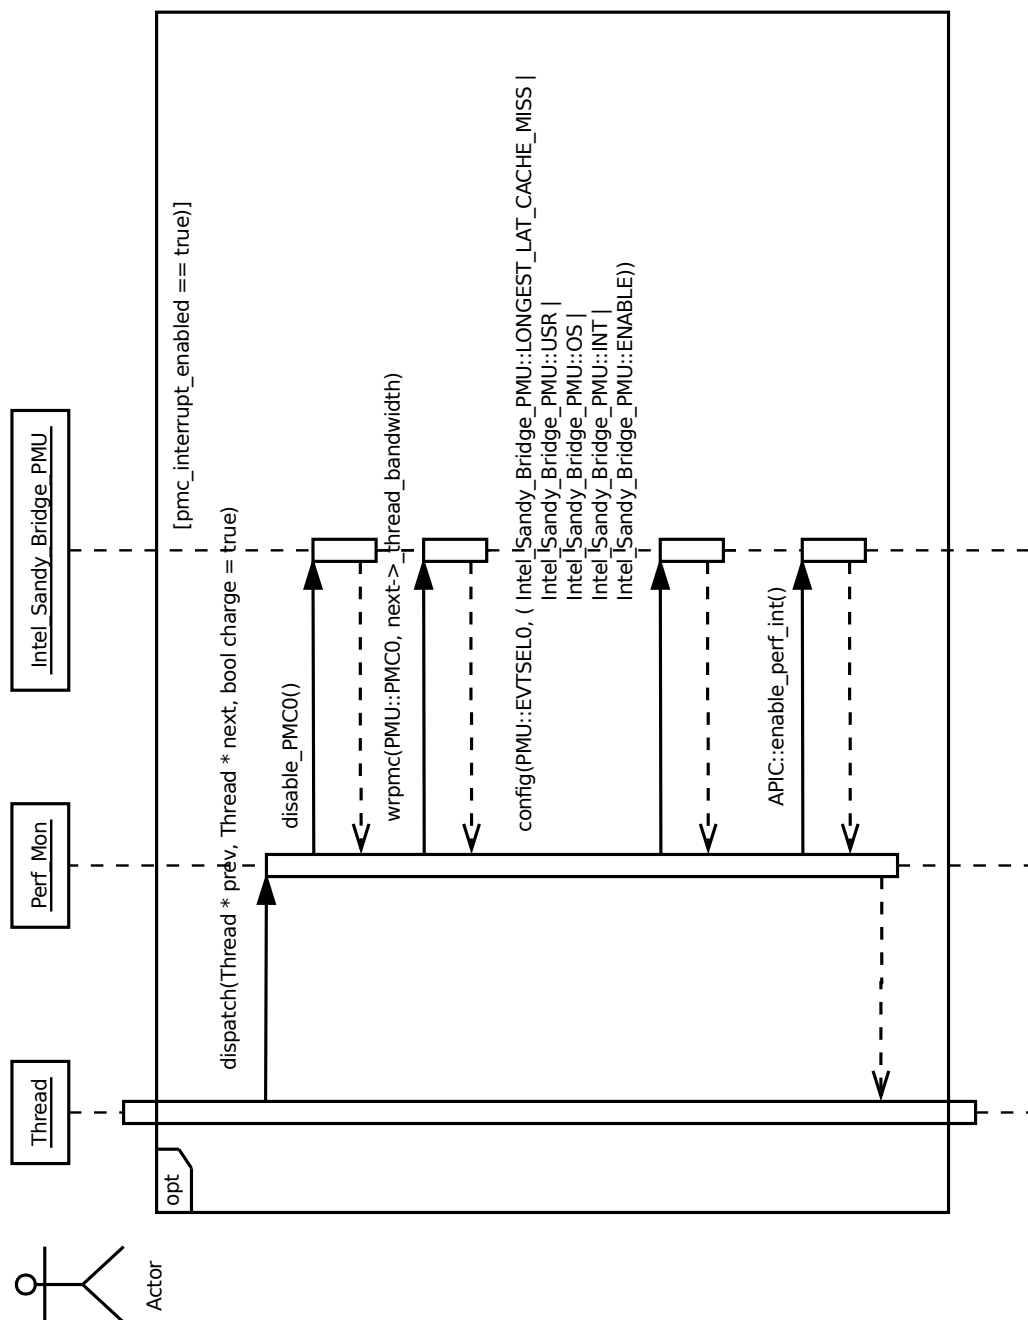 Actor
Thread
Perf_Mon
Intel_Sandy_Bridge_PMU
opt
[pmc_interrupt_enabled == true)]
dispatch(Thread * prev, Thread * next, bool charge = true)
disable_PMC0()
wrpmc(PMU::PMC0, next->_thread_bandwidth)
config(PMU::EVTSEL0, ( Intel_Sandy_Bridge_PMU::LONGEST_LAT_CACHE_MISS |
Intel_Sandy_Bridge_PMU::USR |
Intel_Sandy_Bridge_PMU::OS |
Intel_Sandy_Bridge_PMU::INT |
Intel_Sandy_Bridge_PMU::ENABLE))
APIC::enable_perf_int()